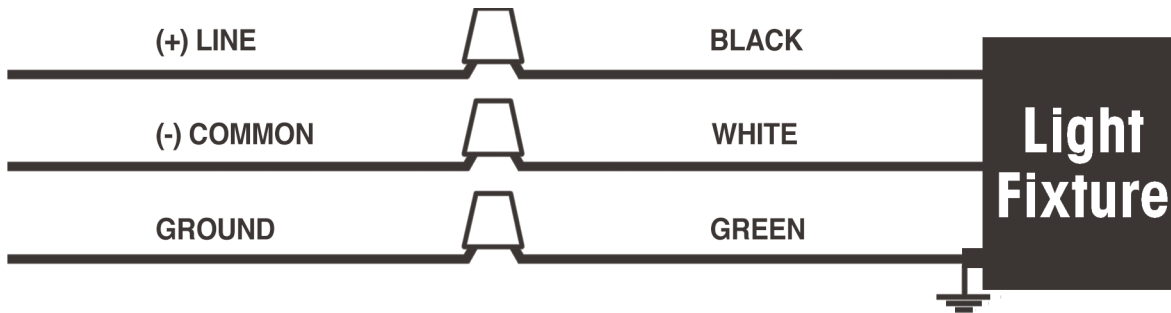 (+) LINE
BLACK
(-) COMMON
WHITE
GROUND
GREEN
Light
Fixture